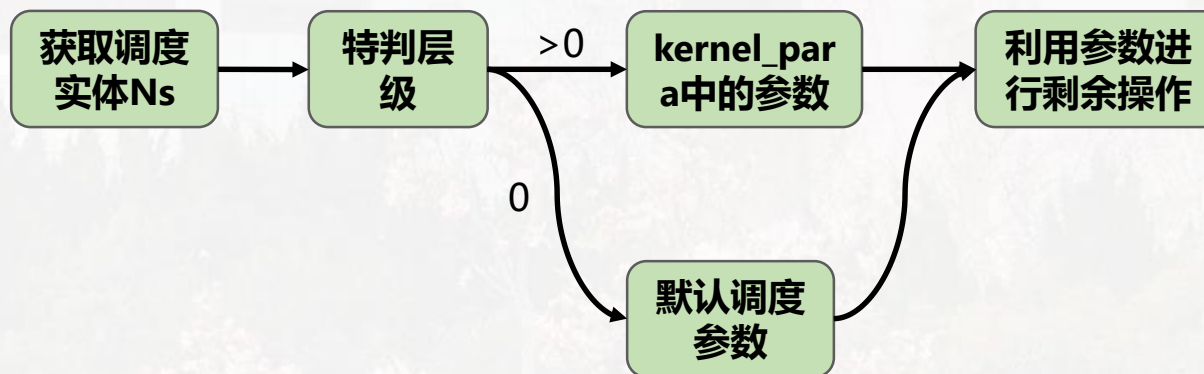 获取调度
实体Ns
特判层
级
>0
kernel_par
a中的参数
利用参数进
行剩余操作
0
默认调度
参数